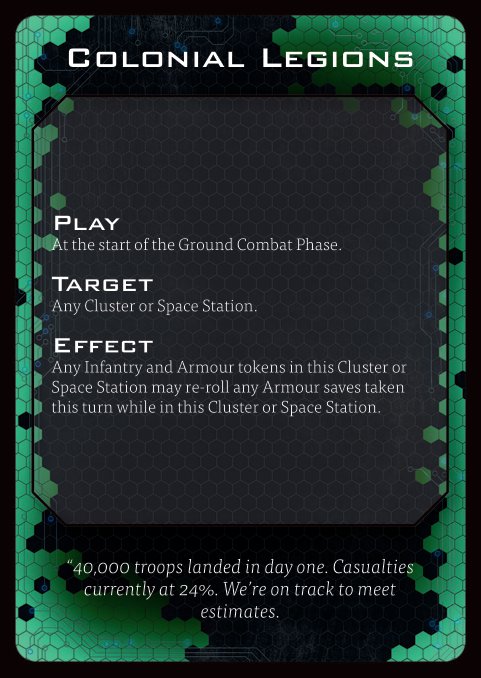 Colonial Legions
Play
At the start of the Ground Combat Phase.
Target
Any Cluster or Space Station.
Effect
Any Infantry and Armour tokens in this Cluster or
Space Station may re-roll any Armour saves taken
this turn while in this Cluster or Space Station.
“40,000 troops landed in day one. Casualties
currently at 24%. We’re on track to meet
estimates.